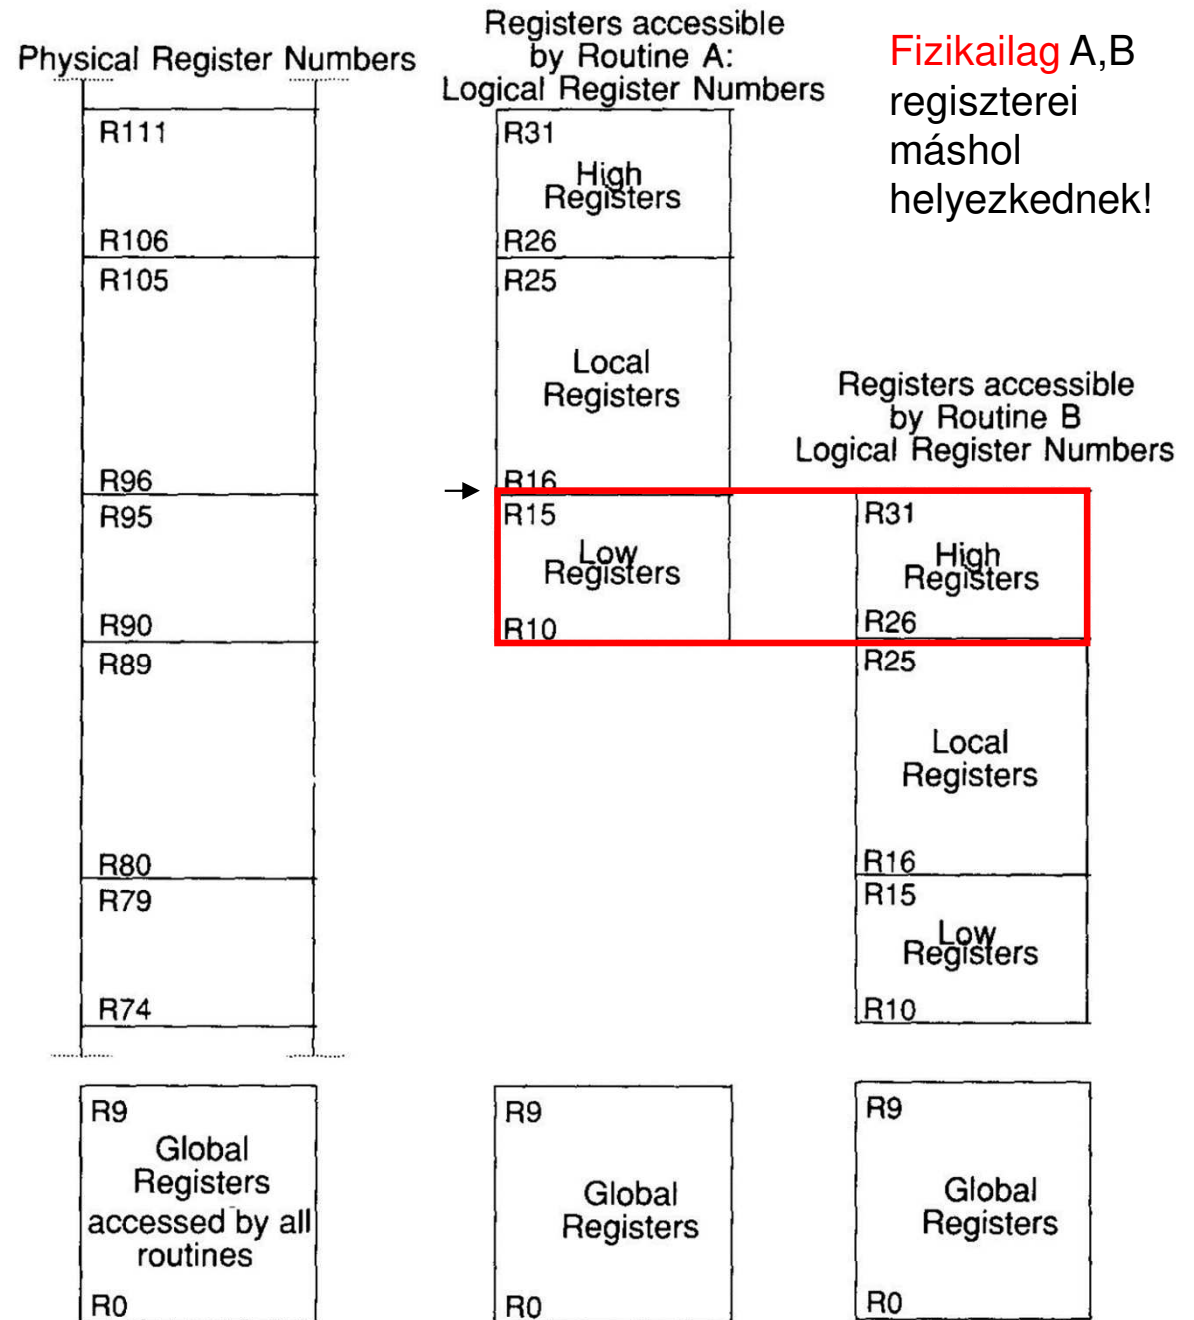 Physical Register Numbers
R111
R106
R105
R96
R95
R90
R89
R80
R79
R74
R9
Global
Registers
accessed by all
routines
R0
Registers accessible
by Routine A:
Logical Register Numbers
R31
High
Registers
R26
R25
Local
Registers
R16
R15
Low
Registers
R10
R9
Global
Registers
R0
Fizikailag A,B
regiszterei
máshol
helyezkednek!
Registers accessible
by Routine B
Logical Register Numbers
R31
High
Registers
R26
R25
Local
Registers
R16
R15
Low
Registers
R10
R9
Global
Registers
R0